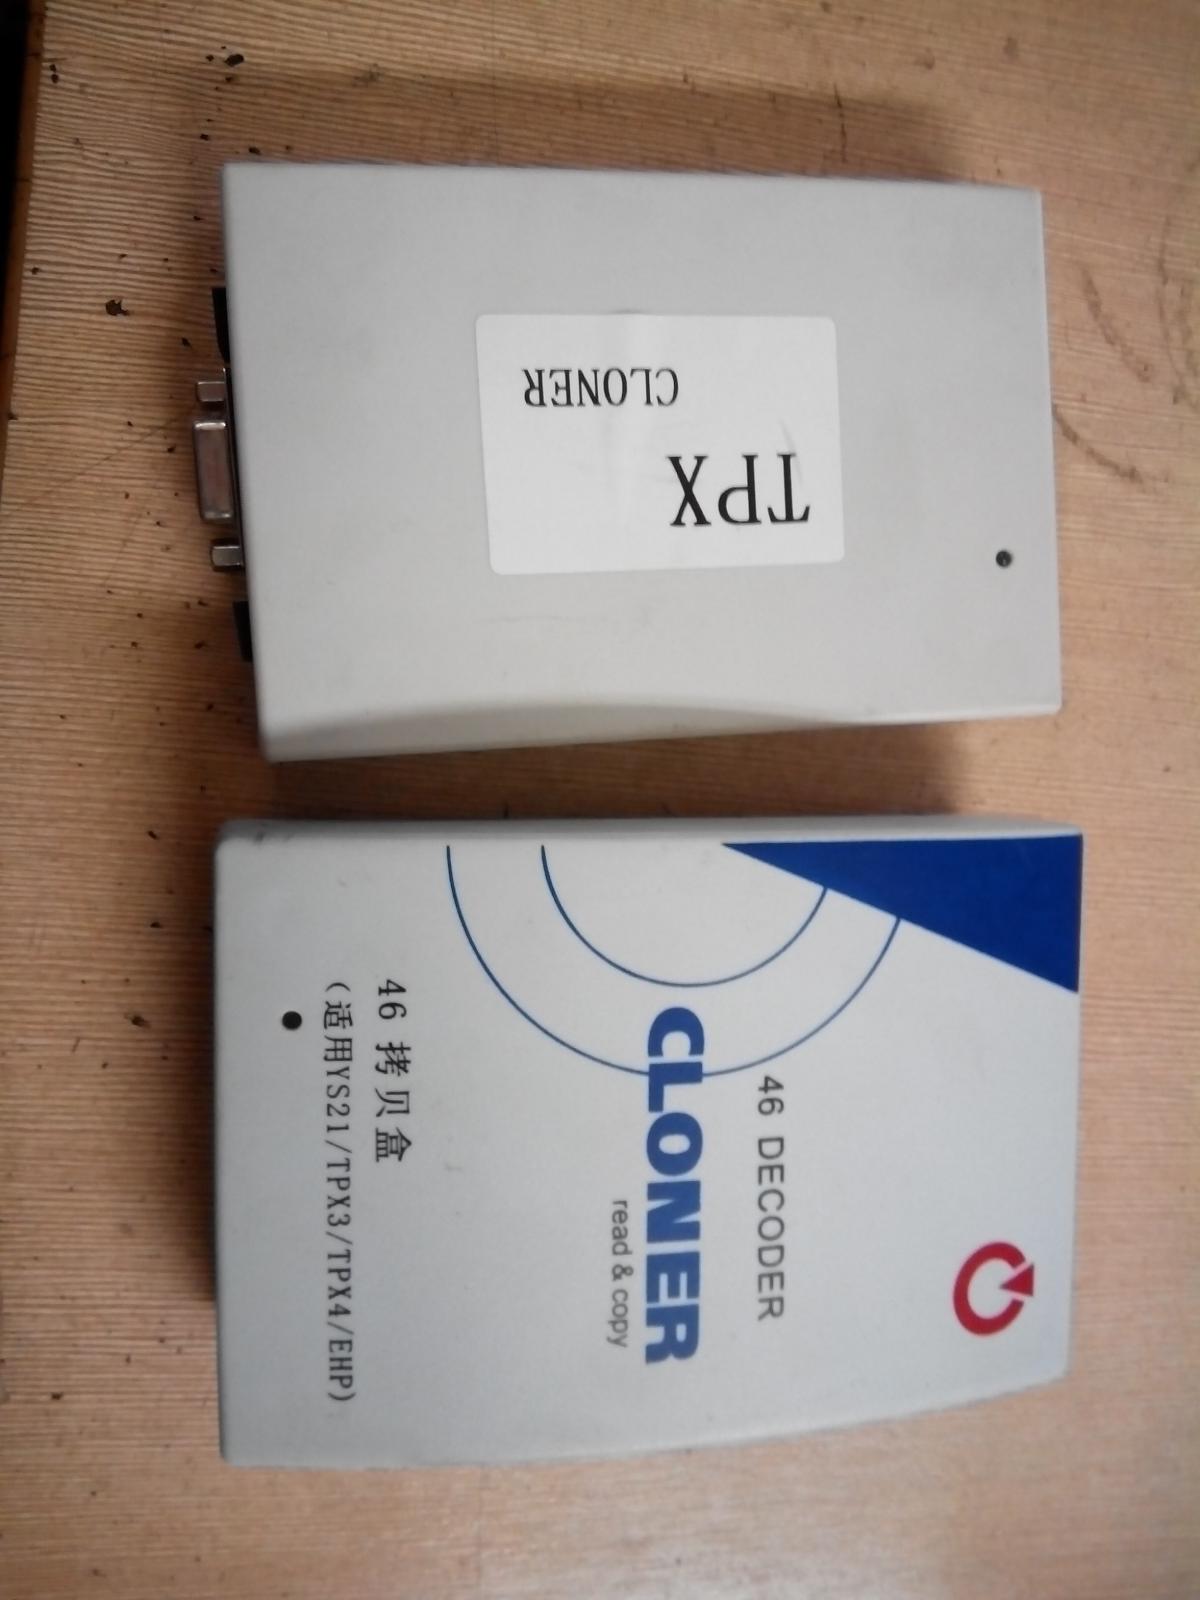 TPX
CLONER
46 DECODER
CLONER
read & copy
46 拷贝盒
(适用YS21/TPX3/TPX4/EHP)